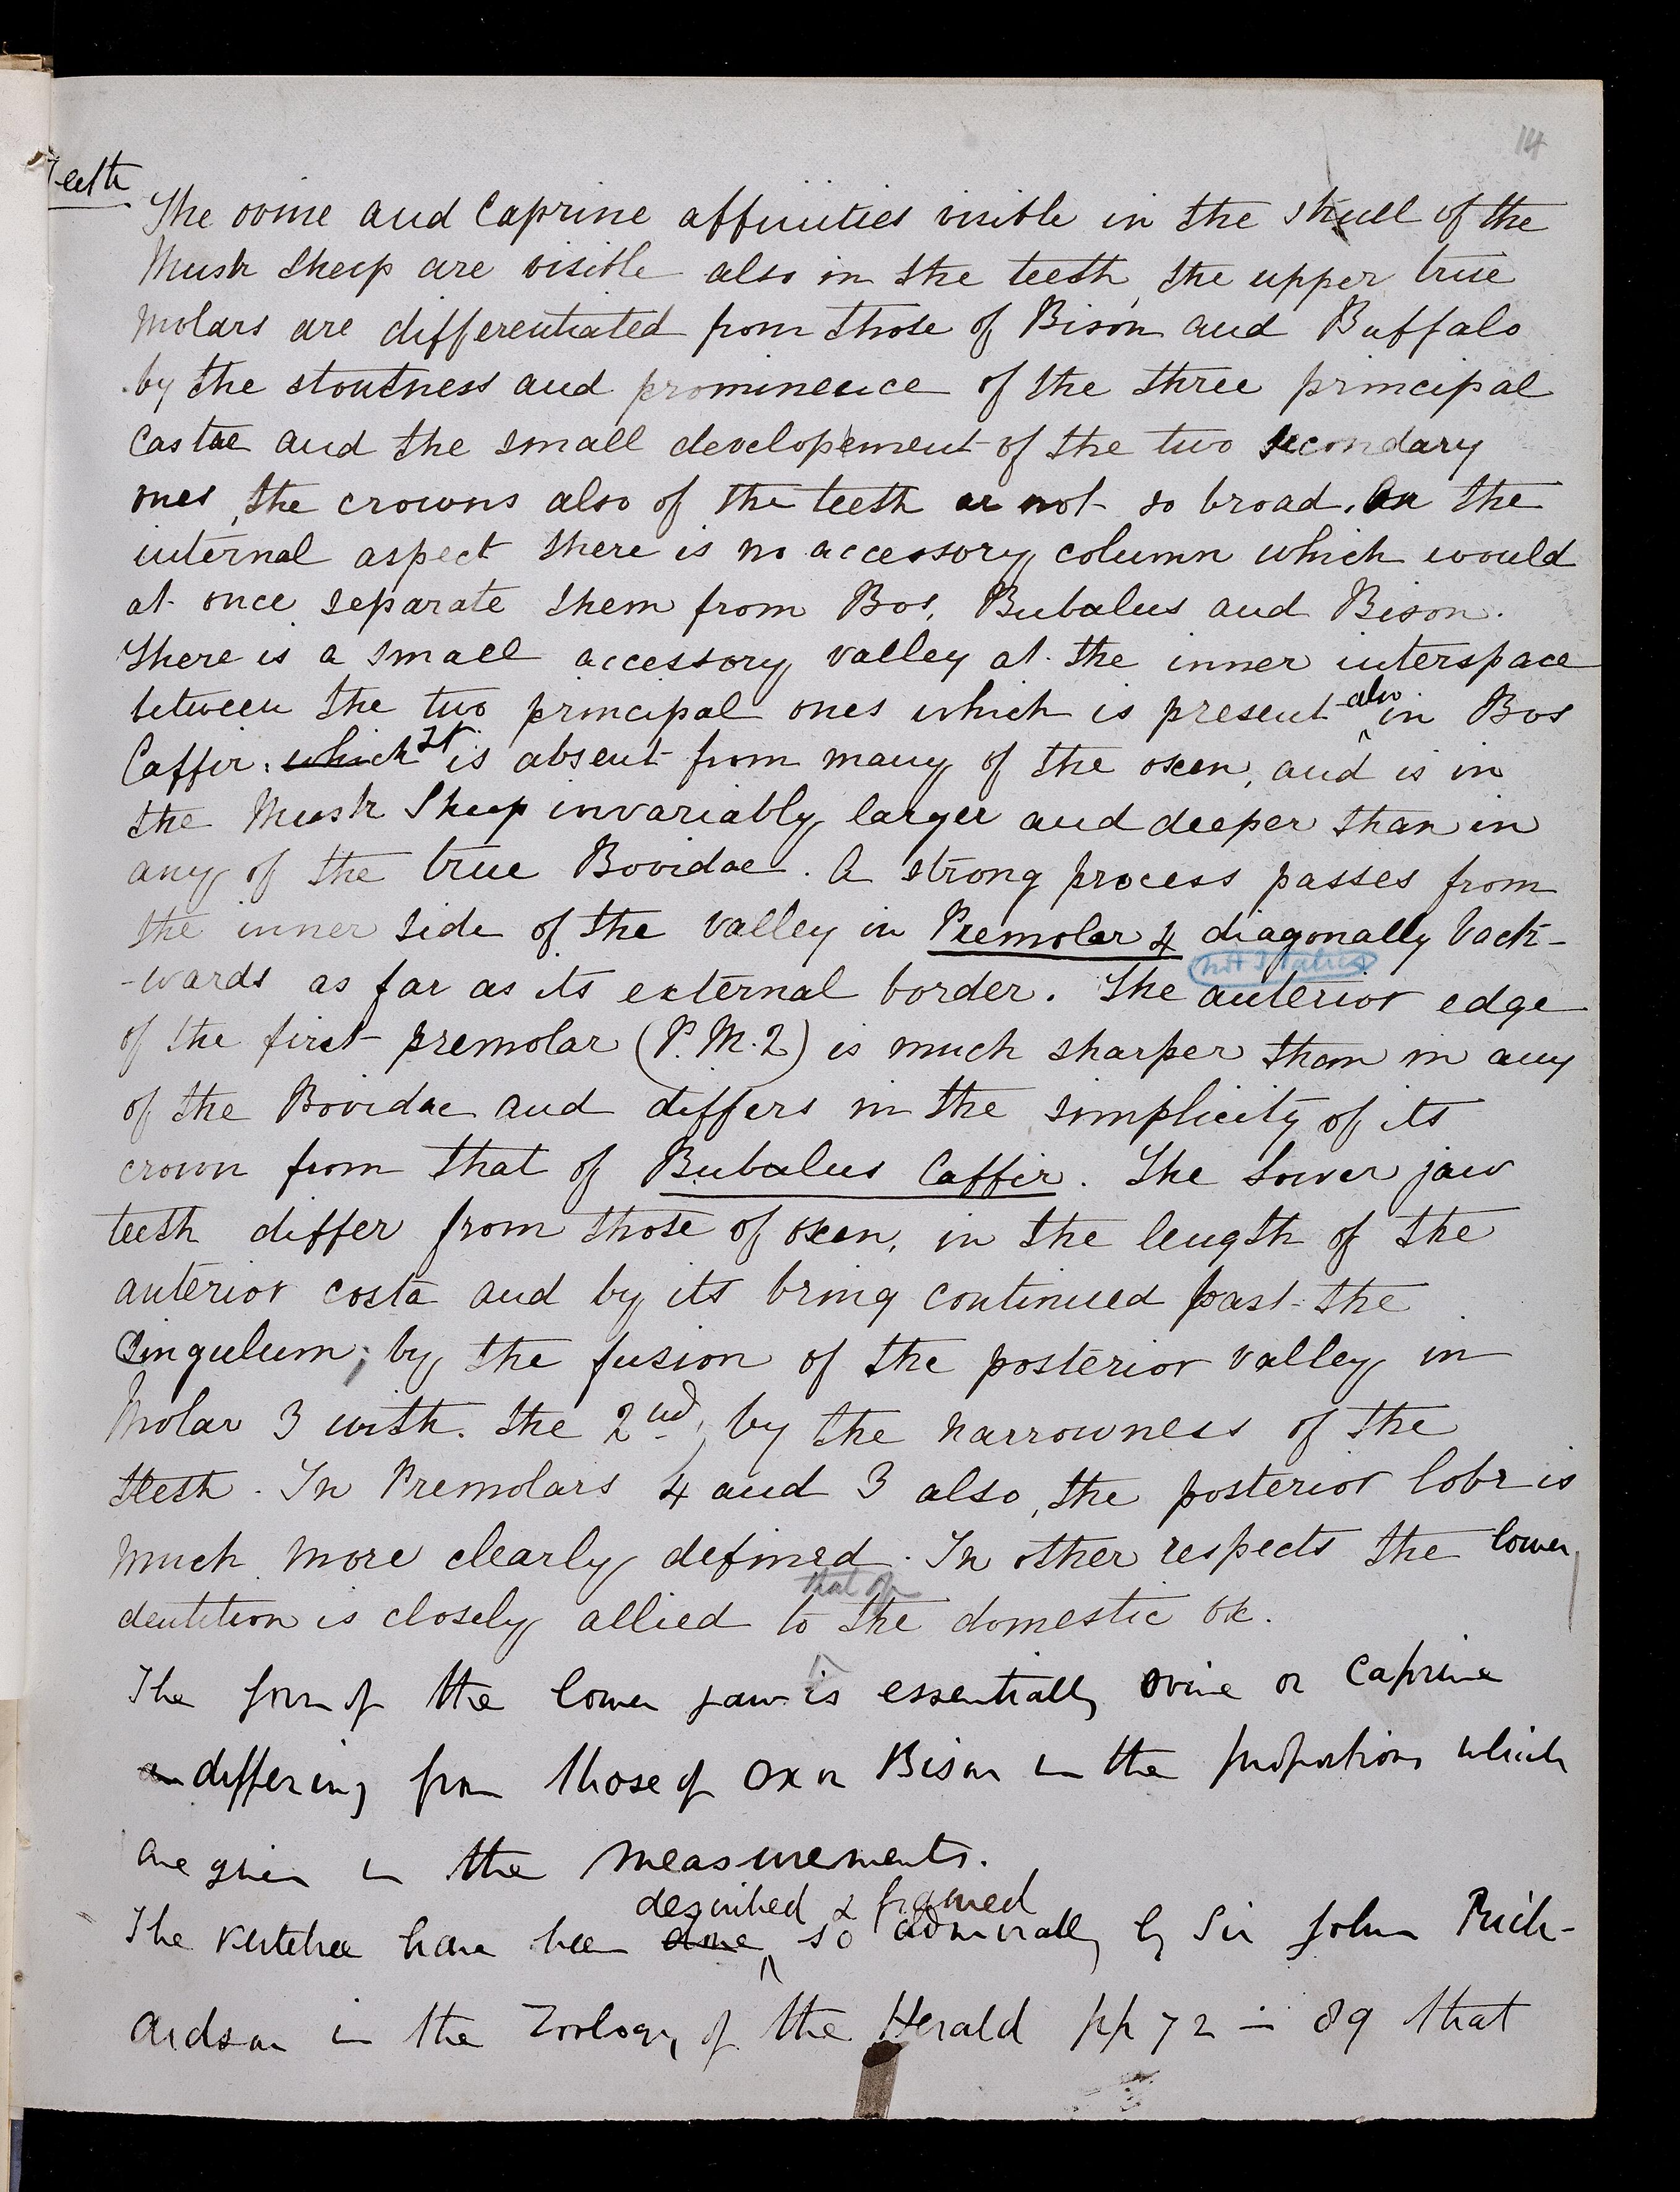 14
Teeth
The ovine and Caprine affinities visible in the skull of the
Musk Sheep are visible also in the teeth, the upper true
Molars are differentiated from those of Bison and Buffalo
by the stoutness and prominence of the three principal
Costae and the small developement of the two secondary
ones, the crowns also of the teeth are not so broad. On the
internal aspect there is no accessory column which would
at once separate them from Bos, Bubalus and Bison.
There is a small accessory valley at the inner interspace
between the two principal ones which is present also in Bos
Caffir. which It is absent from many of the oxen, and is in
the Musk Sheep invariably larger and deeper than in
any of the true Bovidae. A strong process passes from
the inner side of the valley in Premolar 4 diagonally back-
not Italics
-wards as far as its external border. The anterior edge
of the first premolar (P.M.2) is much sharper than in any
of the Bovidae and differs in the simplicity of its
crown from that of Bubalus Caffir. The lower jaw
teeth differ from those of oxen, in the length of the
anterior costa and by its bring continued past the
Cingulum; by the fusion of the posterior valley in
Molar 3 with the 2nd; by the narrowness of the
teeth. In Premolars 4 and 3 also, the posterior lobe is
much more clearly defined. In other respects the lower
dentition is closely allied to that of the domestic ox.
The form of the lower jaw is essentially ovine or Caprine
differing from those of Ox or Bison in the proportions which
are given in the measurements.
The vertebrae have been done described & figured so admirably by Sir John Rich-
ardson in the Zoology of the Herald pp 72 - 89 that